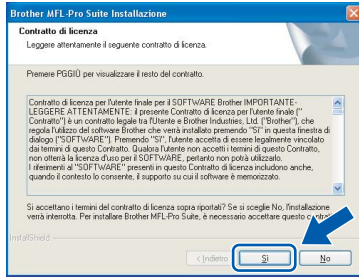 Brother MFL-Pro Suite Installazione
Contratto di licenza
Leggere attentamente il seguente contratto di licenza.
Premere PGGIÙ per visualizzare il resto del contratto.
Contratto di licenza per l'utente finale per il SOFTWARE Brother IMPORTANTE-
LEGGERE ATTENTAMENTE: il presente Contratto di licenza per l'utente finale ("
Contratto") è un contratto legale tra l'Utente e Brother Industries, Ltd. ("Brother"), che
regola l'utilizzo del software Brother che verrà installato premendo "Sì" in questa finestra di
dialogo ("SOFTWARE"). Premendo "Sì", l'utente accetta di essere legalmente vincolato
dai termini di questo Contratto. Qualora l'utente non accetti i termini di questo Contratto,
non otterrà la licenza d'uso per il SOFTWARE, pertanto non potrà utilizzarlo.
I riferimenti al "SOFTWARE" presenti in questo Contratto di licenza includono anche,
quando il contesto lo consente, il supporto su cui il software è memorizzato.
Si accettano i termini del contratto di licenza sopra riportati? Se si sceglie No, l'installazione
verrà interrotta. Per installare Brother MFL-Pro Suite, è necessario accettare questo
InstallShield
< Indietro
Sì
No